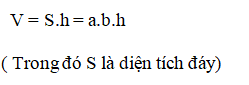 V = S.h = a.b.h
( Trong đó S là diện tích đáy)